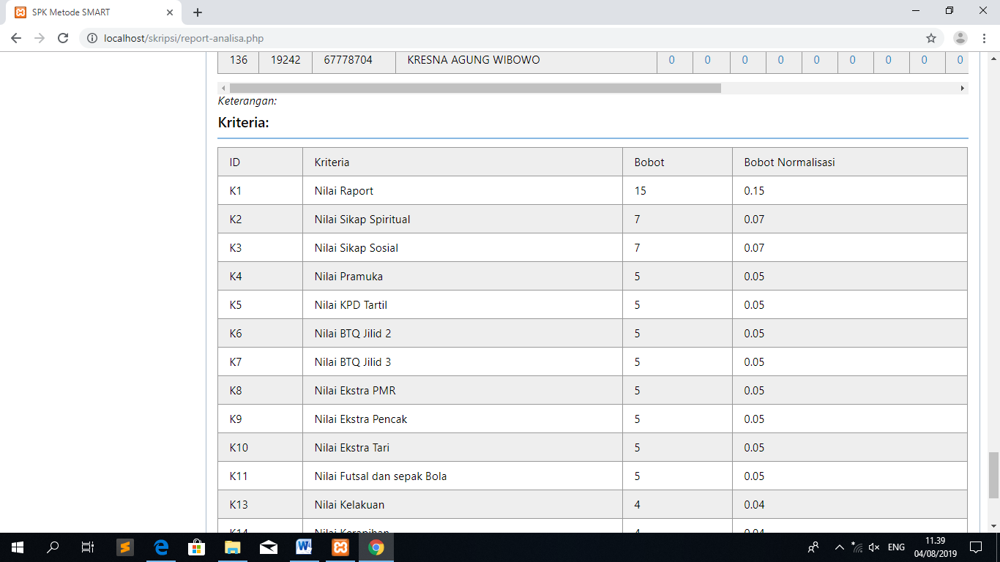 SPK Metode SMART
localhost/skripsi/report-analisa.php
136 19242 67778704 KRESNA AGUNG WIBOWO 0 0 0 0 0 0 0 0 0
Keterangan:
Kriteria:
ID Kriteria Bobot Bobot Normalisasi
K1 Nilai Raport 15 0.15
K2 Nilai Sikap Spiritual 7 0.07
K3 Nilai Sikap Sosial 7 0.07
K4 Nilai Pramuka 5 0.05
K5 Nilai KPD Tartil 5 0.05
K6 Nilai BTQ Jilid 2 5 0.05
K7 Nilai BTQ Jilid 3 5 0.05
K8 Nilai Ekstra PMR 5 0.05
K9 Nilai Ekstra Pencak 5 0.05
K10 Nilai Ekstra Tari 5 0.05
K11 Nilai Futsal dan sepak Bola 5 0.05
K13 Nilai Kelakuan 4 0.04
K14 Nilai Kerapihan 4 0.04
ENG
11.39
04/08/2019